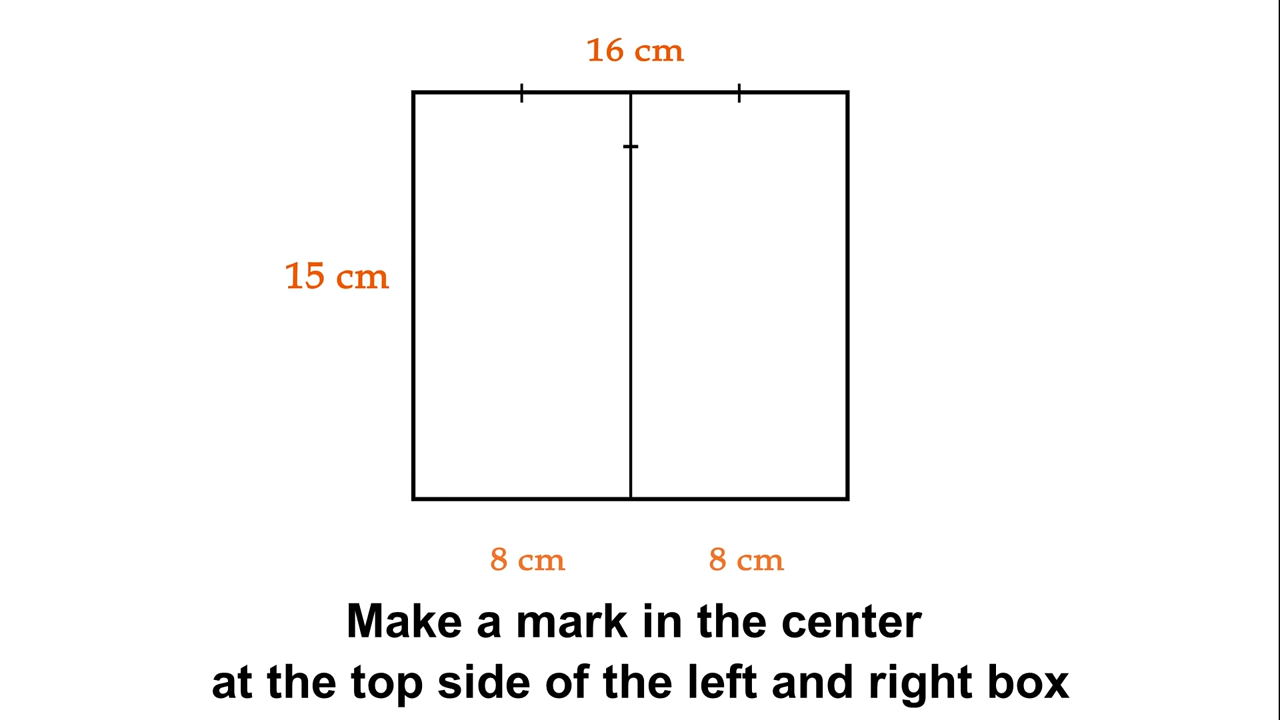 16 cm
15 cm
8 cm 8 cm
Make a mark in the center
at the top side of the left and right box